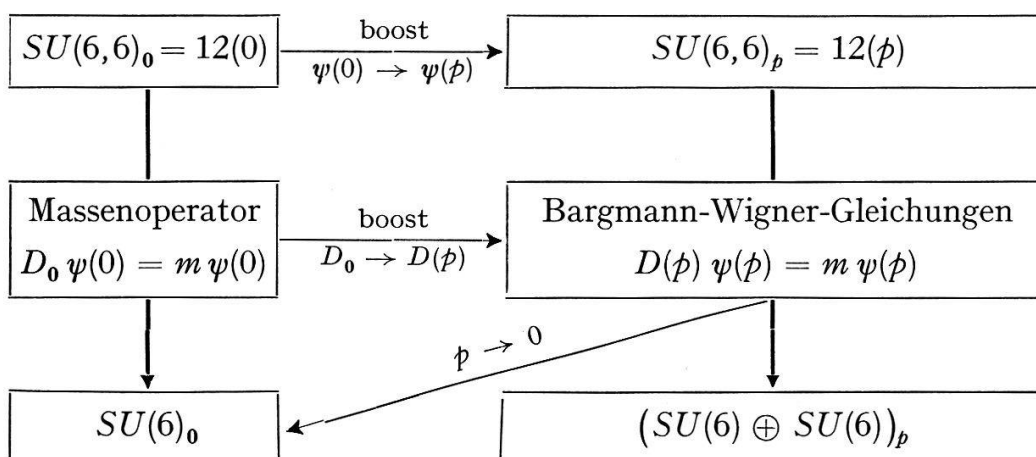 SU(6,6)₀ = 12(0)
boost
ψ(0) → ψ(p)
SU(6,6)ₚ = 12(p)
Massenoperator
D₀ ψ(0) = m ψ(0)
boost
D₀ → D(p)
Bargmann-Wigner-Gleichungen
D(p) ψ(p) = m ψ(p)
p → 0
SU(6)₀
(SU(6) ⊕ SU(6))ₚ